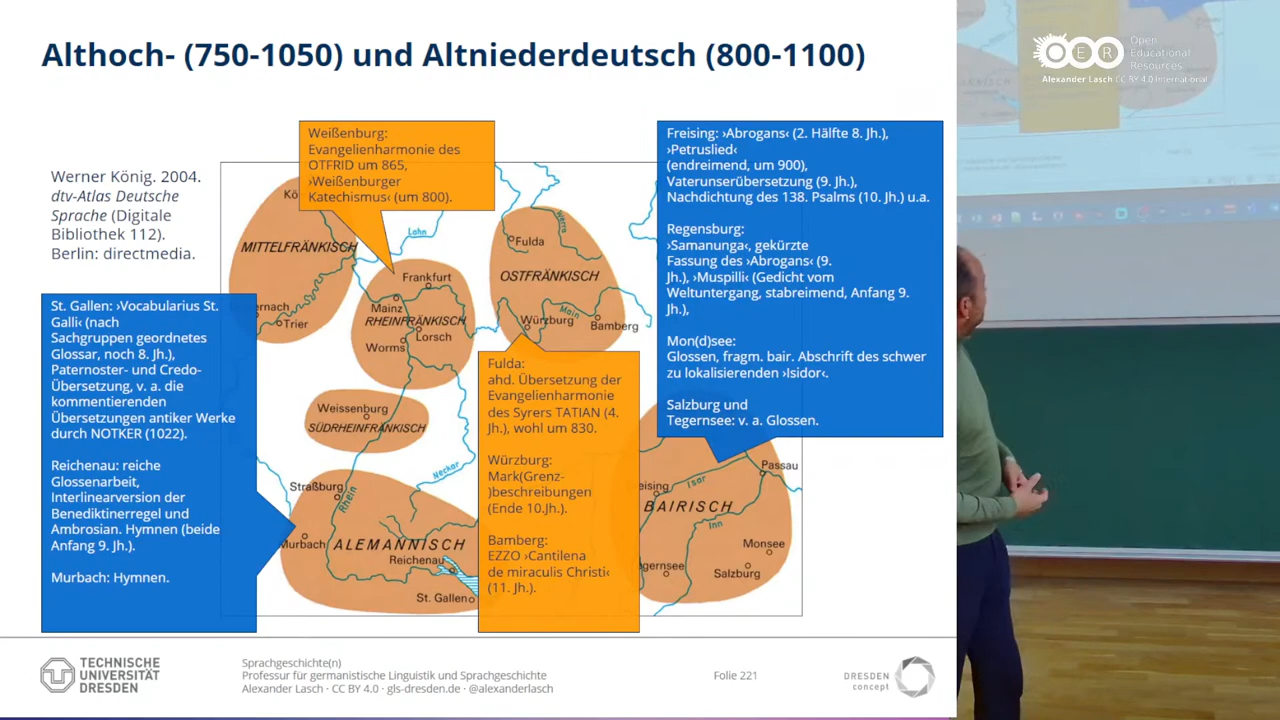 Althoch- (750-1050) und Altniederdeutsch (800-1100)
OER Open
Educational
Resources
Alexander Lasch CC BY 4.0 International
Werner König. 2004.
dtv-Atlas Deutsche
Sprache (Digitale
Bibliothek 112).
Berlin: directmedia.
Weißenburg:
Evangelienharmonie des
OTFRID um 865,
›Weißenburger
Katechismus‹ (um 800).
Freising: ›Abrogans‹ (2. Hälfte 8. Jh.),
›Petruslied‹
(endreimend, um 900),
Vaterunserübersetzung (9. Jh.),
Nachdichtung des 138. Psalms (10. Jh.) u.a.
Regensburg:
›Samanunga‹, gekürzte
Fassung des ›Abrogans‹ (9.
Jh.), ›Muspilli‹ (Gedicht vom
Weltuntergang, stabreimend, Anfang 9.
Jh.),
Mon(d)see:
Glossen, fragm. bair. Abschrift des schwer
zu lokalisierenden ›Isidor‹.
Salzburg und
Tegernsee: v. a. Glossen.
St. Gallen: ›Vocabularius St.
Galli‹ (nach
Sachgruppen geordnetes
Glossar, noch 8. Jh.),
Paternoster- und Credo-
Übersetzung, v. a. die
kommentierenden
Übersetzungen antiker Werke
durch NOTKER (1022).
Reichenau: reiche
Glossenarbeit,
Interlinearversion der
Benediktinerregel und
Ambrosian. Hymnen (beide
Anfang 9. Jh.).
Murbach: Hymnen.
Fulda:
ahd. Übersetzung der
Evangelienharmonie
des Syrers TATIAN (4.
Jh.), wohl um 830.
Würzburg:
Mark(Grenz-
)beschreibungen
(Ende 10.Jh.).
Bamberg:
EZZO ›Cantilena
de miraculis Christi‹
(11. Jh.).
Kö
MITTELFRÄNKISCH
Lahn
ernach
Trier
Frankfurt
Mainz
RHEINFRÄNKISCH
Lorsch
Worms
Werra
Fulda
OSTFRÄNKISCH
Main
Würzburg
Bamberg
Weissenburg
SÜDRHEINFRÄNKISCH
Neckar
Straßburg
Rhein
Murbach
ALEMANNISCH
Reichenau
St. Gallen
Passau
eising
Isar
BAIRISCH
Inn
Monsee
gernsee
Salzburg
TECHNISCHE
UNIVERSITÄT
DRESDEN
Sprachgeschichte(n)
Professur für germanistische Linguistik und Sprachgeschichte
Alexander Lasch · CC BY 4.0 · gls-dresden.de · @alexanderlasch
Folie 221
DRESDEN
concept